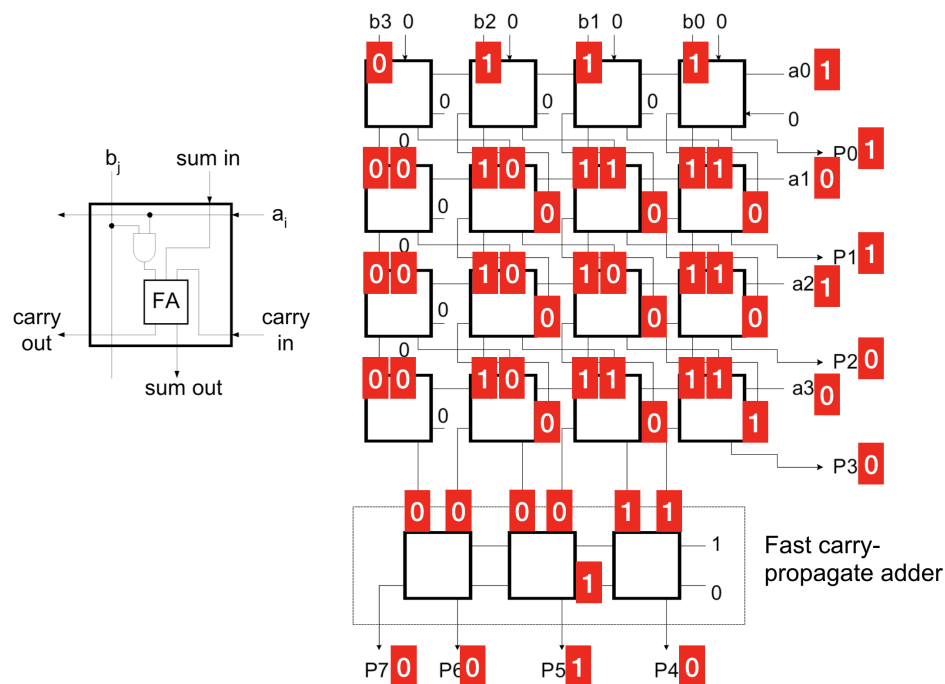 b3 0 b2 0 b1 0 b0 0
0 1 1 1 a0 1
0 0 0 0
b_j sum in
0 P0 1
0 0 1 0 1 1 1 1 a1 0
0 0 0 0
a_i
0 P1 1
0 0 1 0 1 0 1 1 a2 1
FA
carry out carry in
0 0 0 0
sum out
0 P2 0
0 0 1 0 1 1 1 1 a3 0
0 0 0 1
P3 0
0 0 0 0 1 1
1
Fast carry-
propagate adder
1 0
P7 0 P6 0 P5 1 P4 0